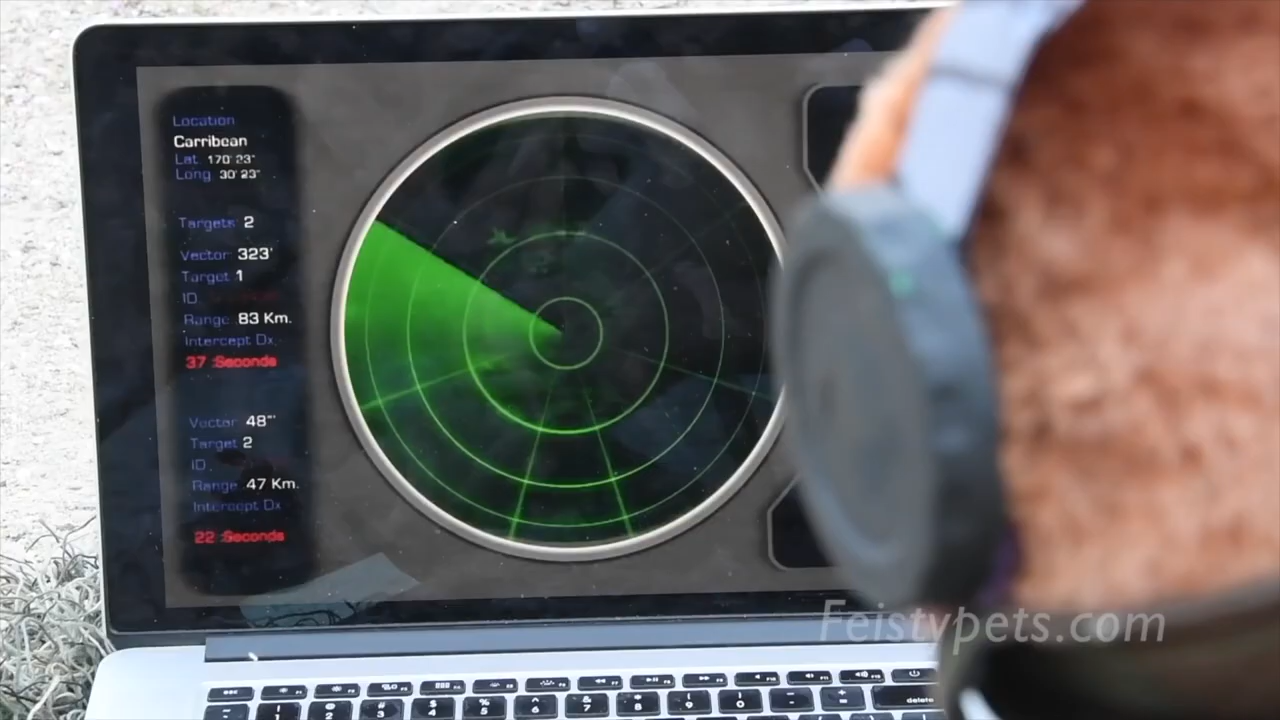 Location
Carribean
Lat 170' 23"
Long 30' 23"
Targets 2
Vector 323'
Target 1
ID
Range 83 Km.
Intercept Dx.
37 Seconds
Vector 48"'
Target 2
ID
Range 47 Km.
Intercept Dx
22 Seconds
Feistypets.com
delete